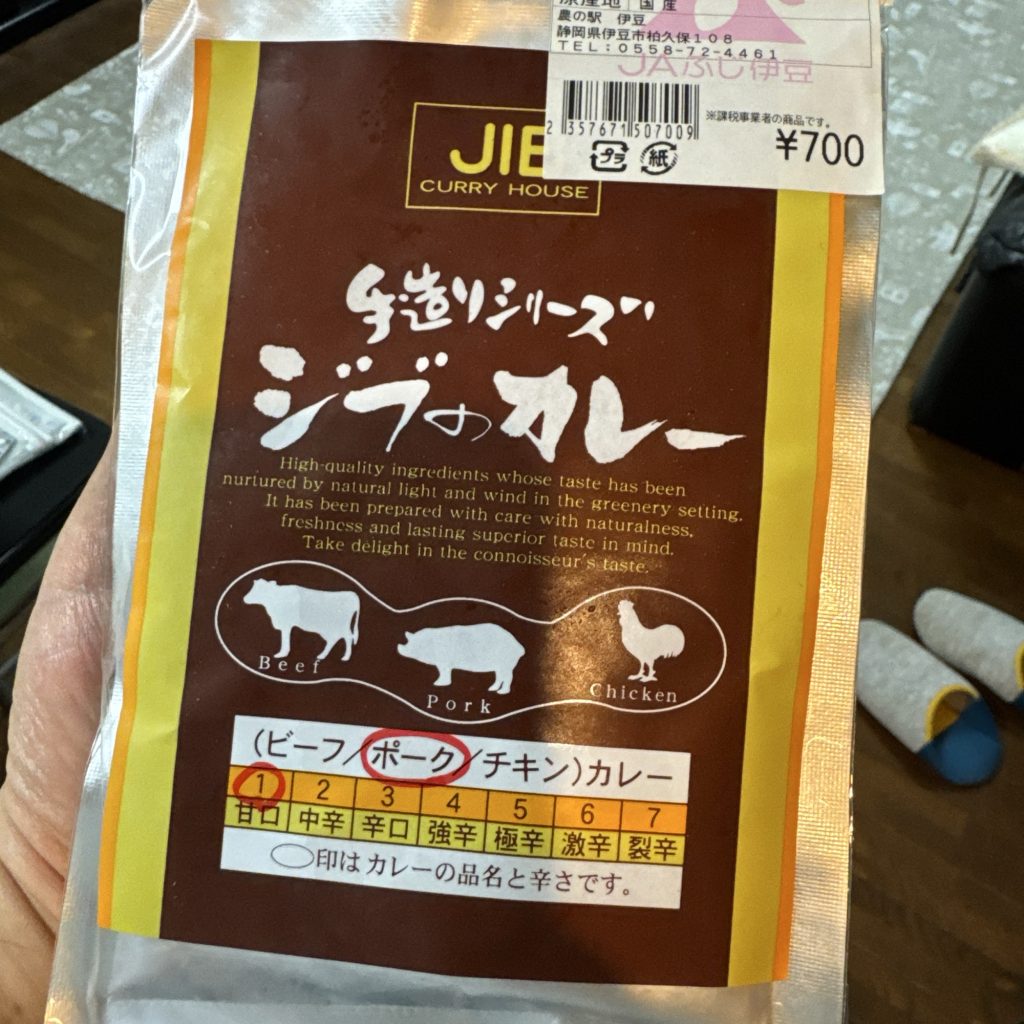 原産地 国産
農の駅 伊豆
静岡県伊豆市柏久保108
TEL:0558-72-4461
JAふじ伊豆
※課税事業者の商品です。
2 357671 507009
プラ 紙
¥700
CURRY HOUSE
手造りシリーズ
ジブのカレー
High-quality ingredients whose taste has been
nurtured by natural light and wind in the greenery setting.
It has been prepared with care with naturalness,
freshness and lasting superior taste in mind.
Take delight in the connoisseur's taste.
Beef
Pork
Chicken
(ビーフ/ポーク/チキン)カレー
1 2 3 4 5 6 7
甘口 中辛 辛口 強辛 極辛 激辛 裂辛
印はカレーの品名と辛さです。